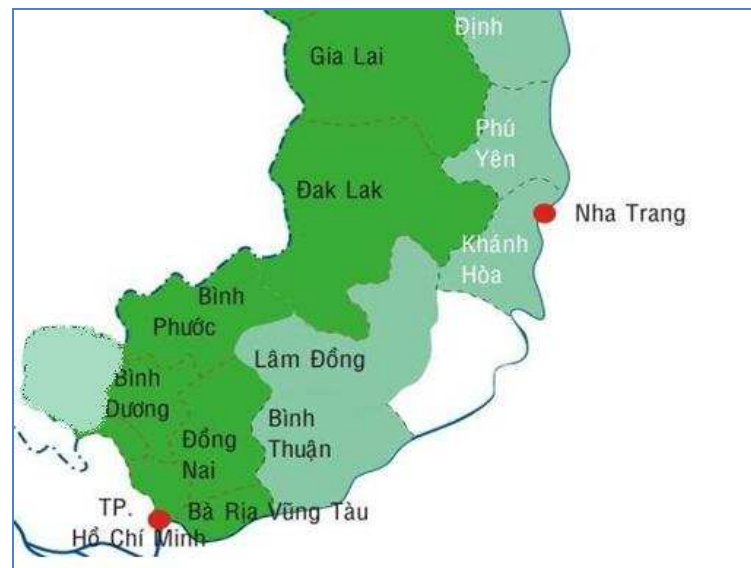 Định
Gia Lai
Phú
Yên
Đak Lak
Nha Trang
Khánh
Hòa
Bình
Phước
Lâm Đồng
Bình
Dương
Bình
Thuận
Đồng
Nai
TP.
Hồ Chí Minh
Bà Rịa Vũng Tàu